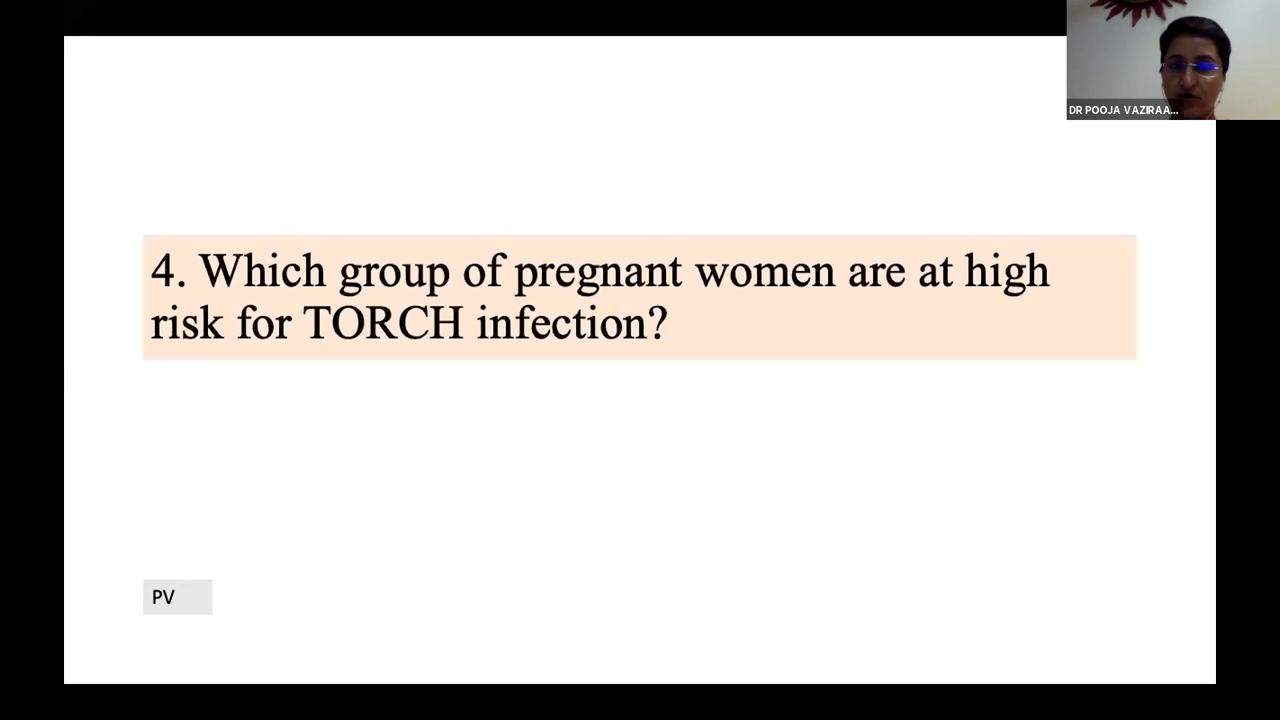 DR POOJA VAZIRAA...
4. Which group of pregnant women are at high
risk for TORCH infection?
PV